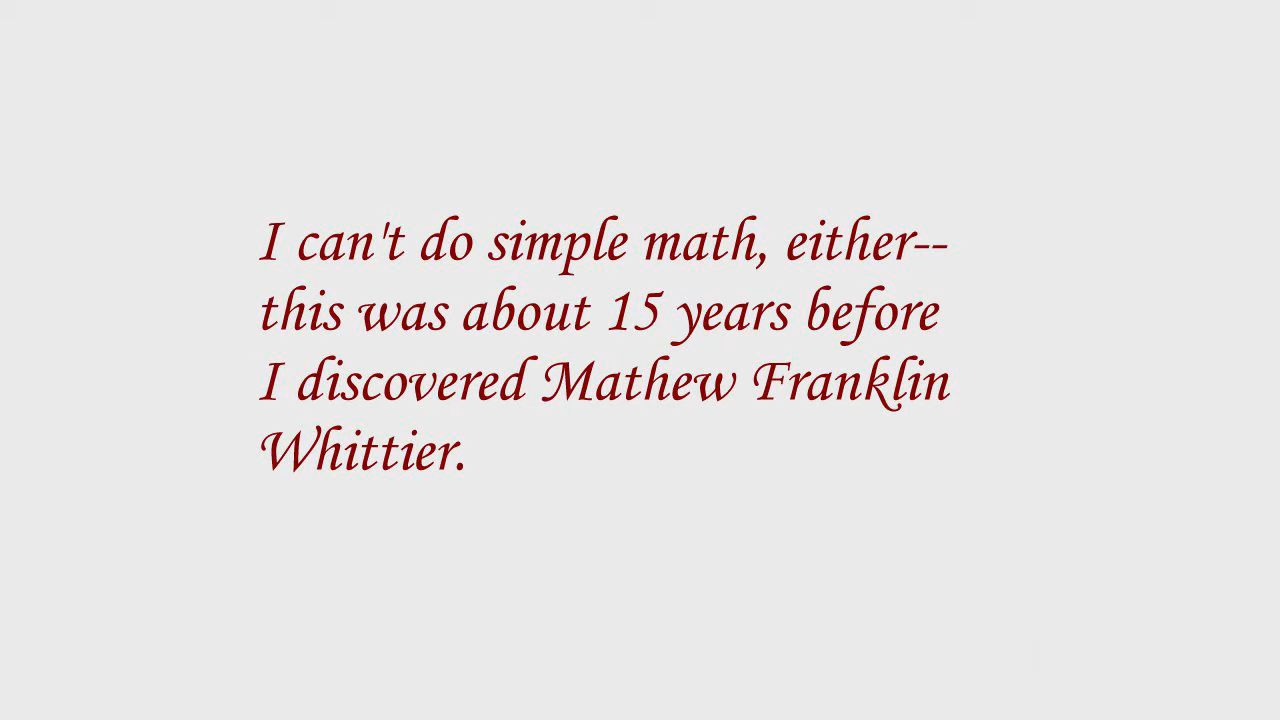 I can't do simple math, either--
this was about 15 years before
I discovered Mathew Franklin
Whittier.